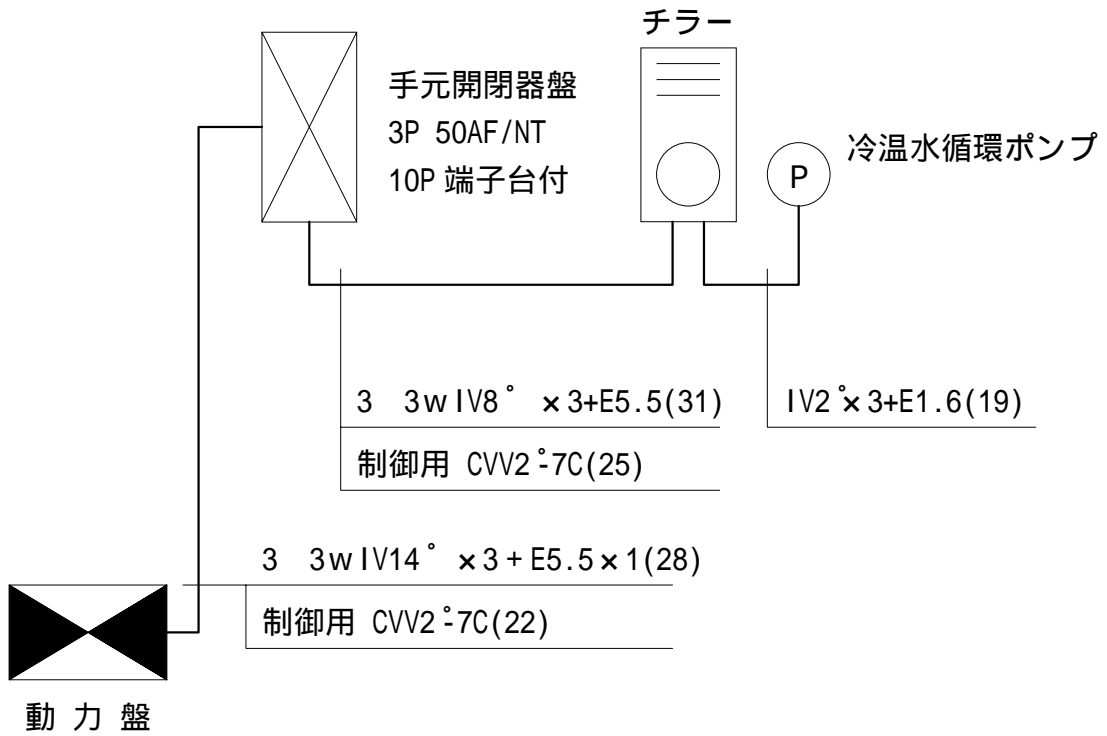 チラー
手元開閉器盤
3P 50AF/NT
10P 端子台付
冷温水循環ポンプ
P
3 3w IV8° ×3+E5.5(31)
制御用 CVV2°-7C(25)
IV2°×3+E1.6(19)
3 3w IV14° ×3+E5.5×1(28)
制御用 CVV2°-7C(22)
動力盤